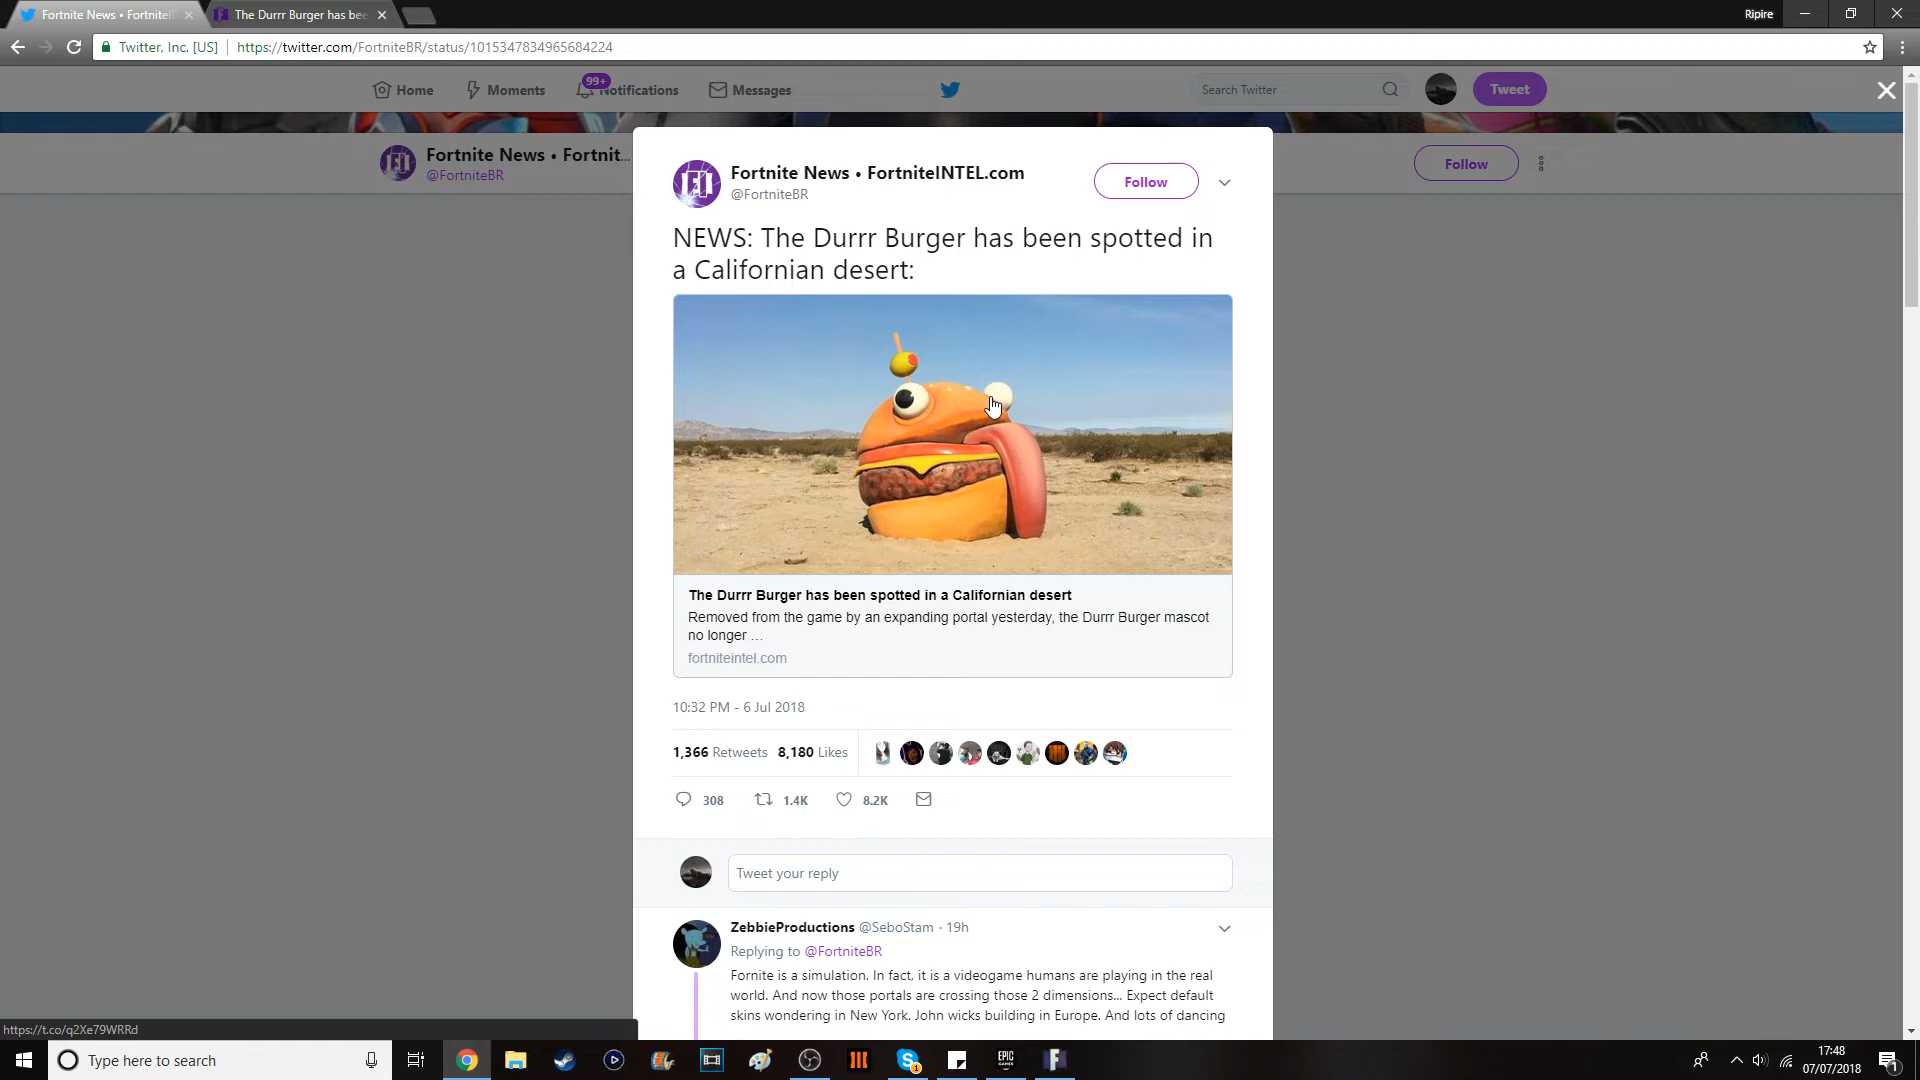 Fortnite News • Fortnitel
The Durrr Burger has bee
Ripire
Twitter, Inc. [US]
https://twitter.com/FortniteBR/status/1015347834965684224
Home
Moments
99+
Notifications
Messages
Search Twitter
Tweet
Fortnite News • Fortnit...
@FortniteBR
Follow
Fortnite News • FortniteINTEL.com
@FortniteBR
Follow
NEWS: The Durrr Burger has been spotted in
a Californian desert:
The Durrr Burger has been spotted in a Californian desert
Removed from the game by an expanding portal yesterday, the Durrr Burger mascot
no longer …
fortniteintel.com
10:32 PM - 6 Jul 2018
1,366 Retweets 8,180 Likes
308 1.4K 8.2K
Tweet your reply
ZebbieProductions @SeboStam · 19h
Replying to @FortniteBR
Fornite is a simulation. In fact, it is a videogame humans are playing in the real
world. And now those portals are crossing those 2 dimensions... Expect default
skins wondering in New York. John wicks building in Europe. And lots of dancing
https://t.co/q2Xe79WRRd
Type here to search
EPIC
GAMES
17:48
07/07/2018
1